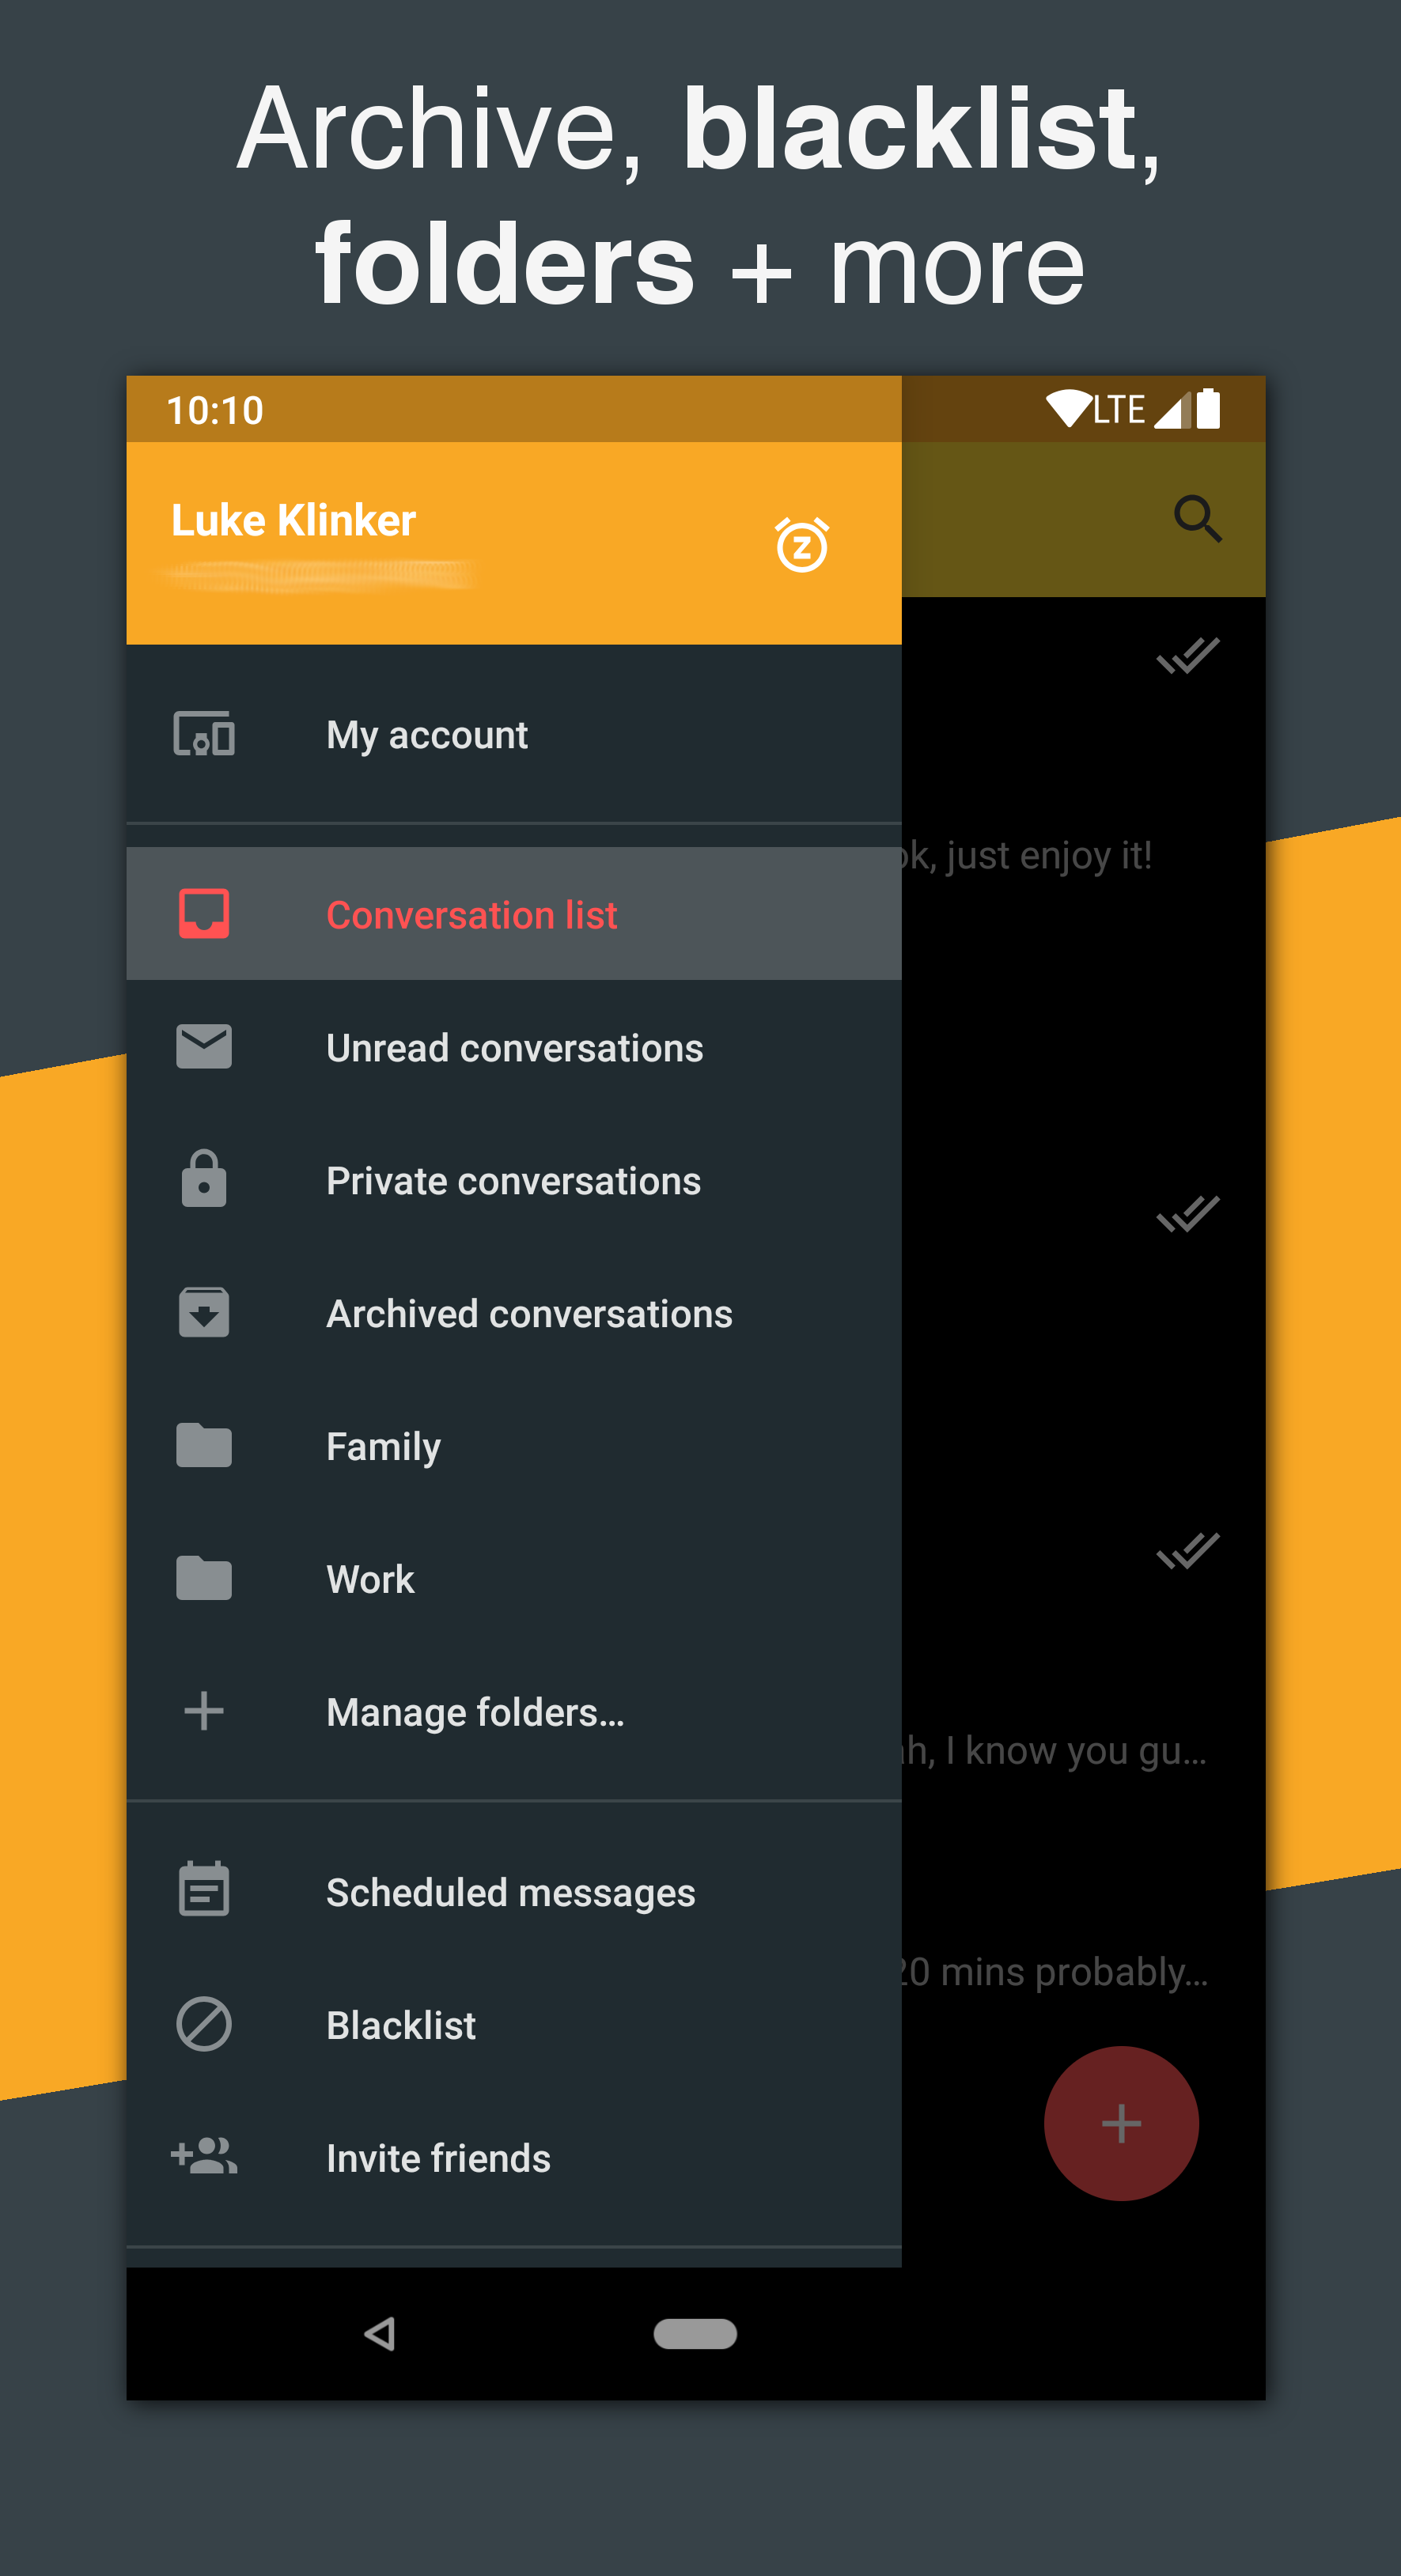 Archive, blacklist,
folders + more
10:10
LTE
Luke Klinker
My account
just enjoy it!
Conversation list
Unread conversations
Private conversations
Archived conversations
Family
Work
Manage folders…
I know you gu…
Scheduled messages
20 mins probably…
Blacklist
Invite friends